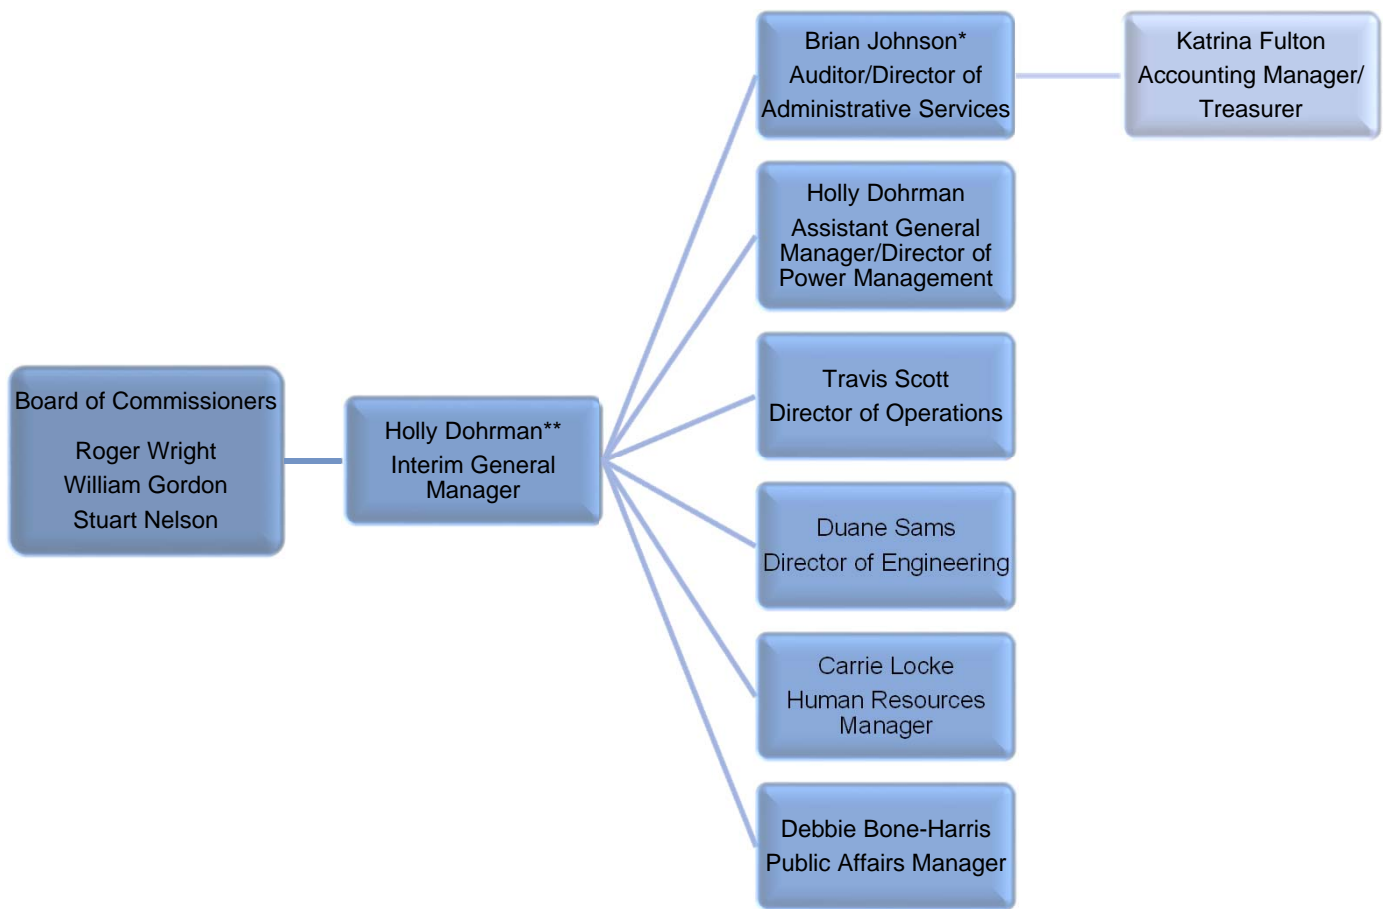 Board of Commissioners
Roger Wright
William Gordon
Stuart Nelson
Holly Dohrman**
Interim General
Manager
Brian Johnson*
Auditor/Director of
Administrative Services
Katrina Fulton
Accounting Manager/
Treasurer
Holly Dohrman
Assistant General
Manager/Director of
Power Management
Travis Scott
Director of Operations
Duane Sams
Director of Engineering
Carrie Locke
Human Resources
Manager
Debbie Bone-Harris
Public Affairs Manager